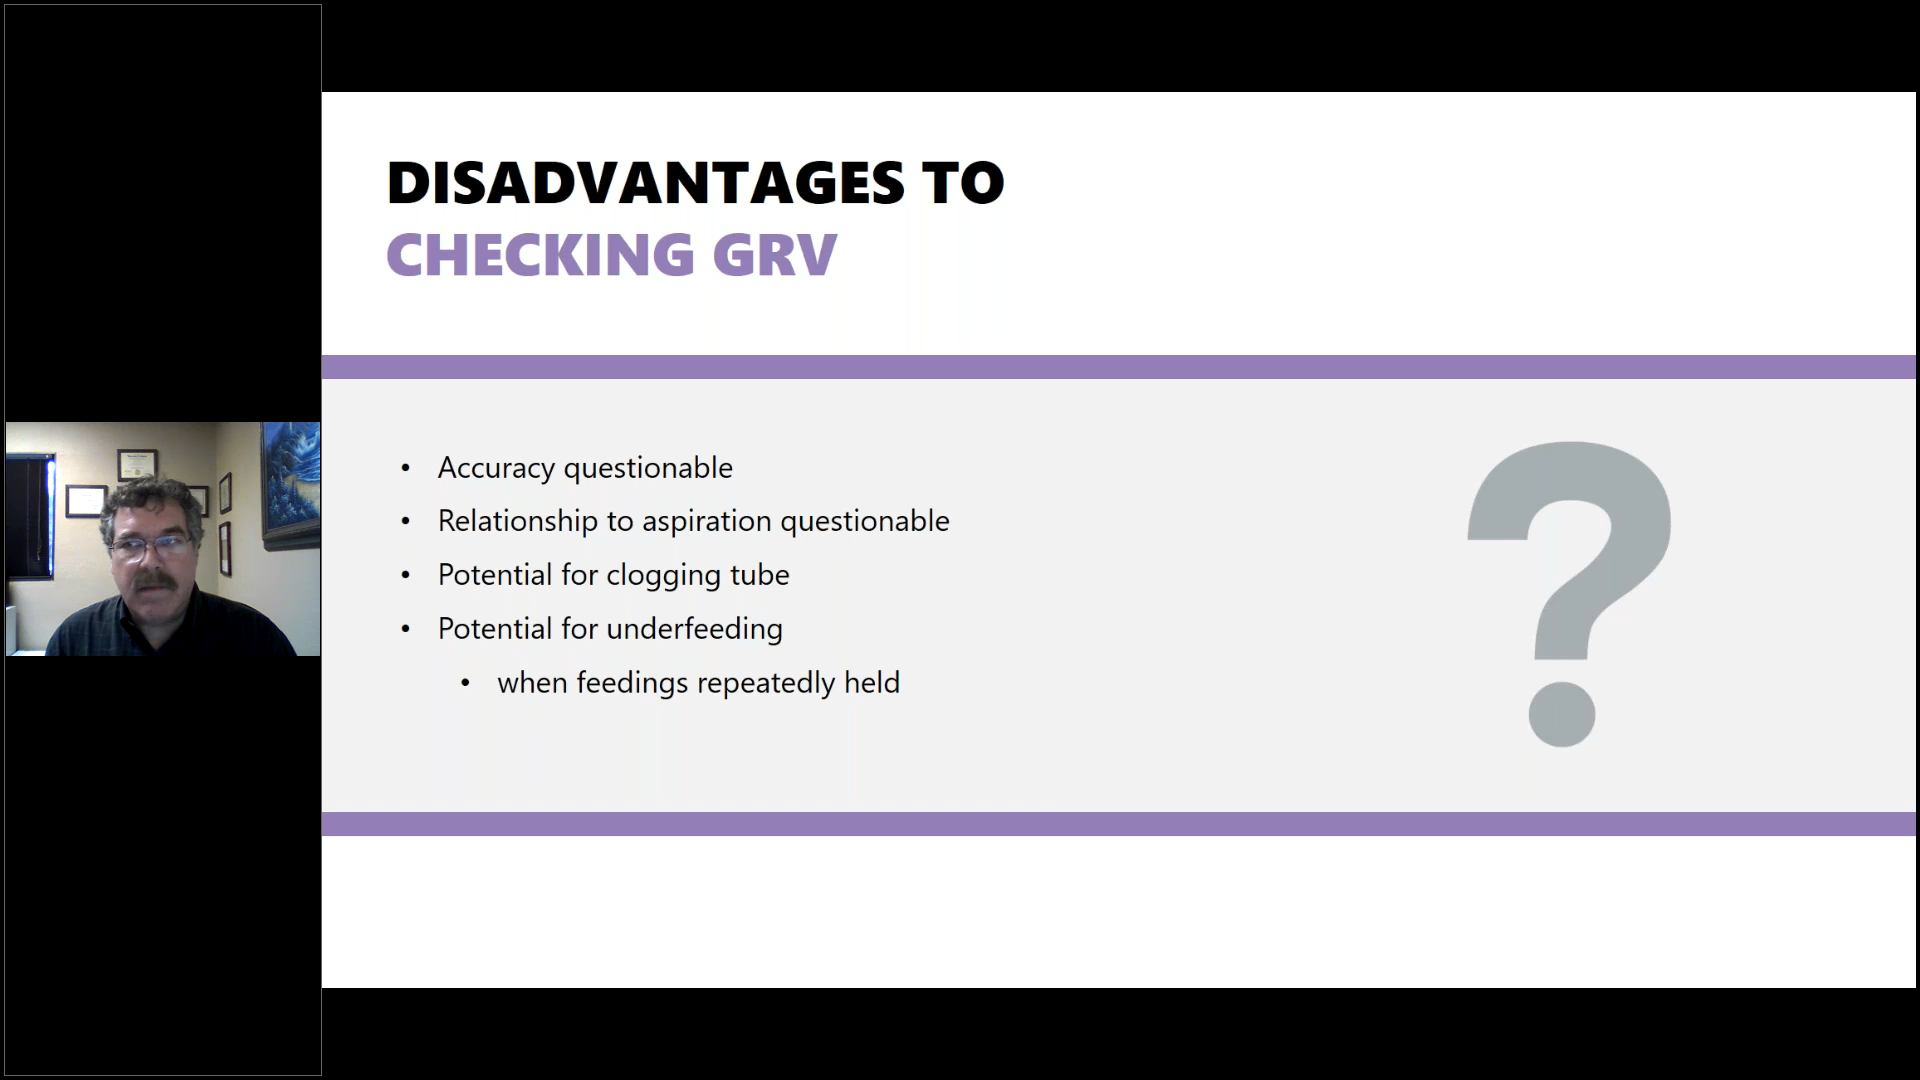 DISADVANTAGES TO
CHECKING GRV
• Accuracy questionable
• Relationship to aspiration questionable
• Potential for clogging tube
• Potential for underfeeding
• when feedings repeatedly held
?